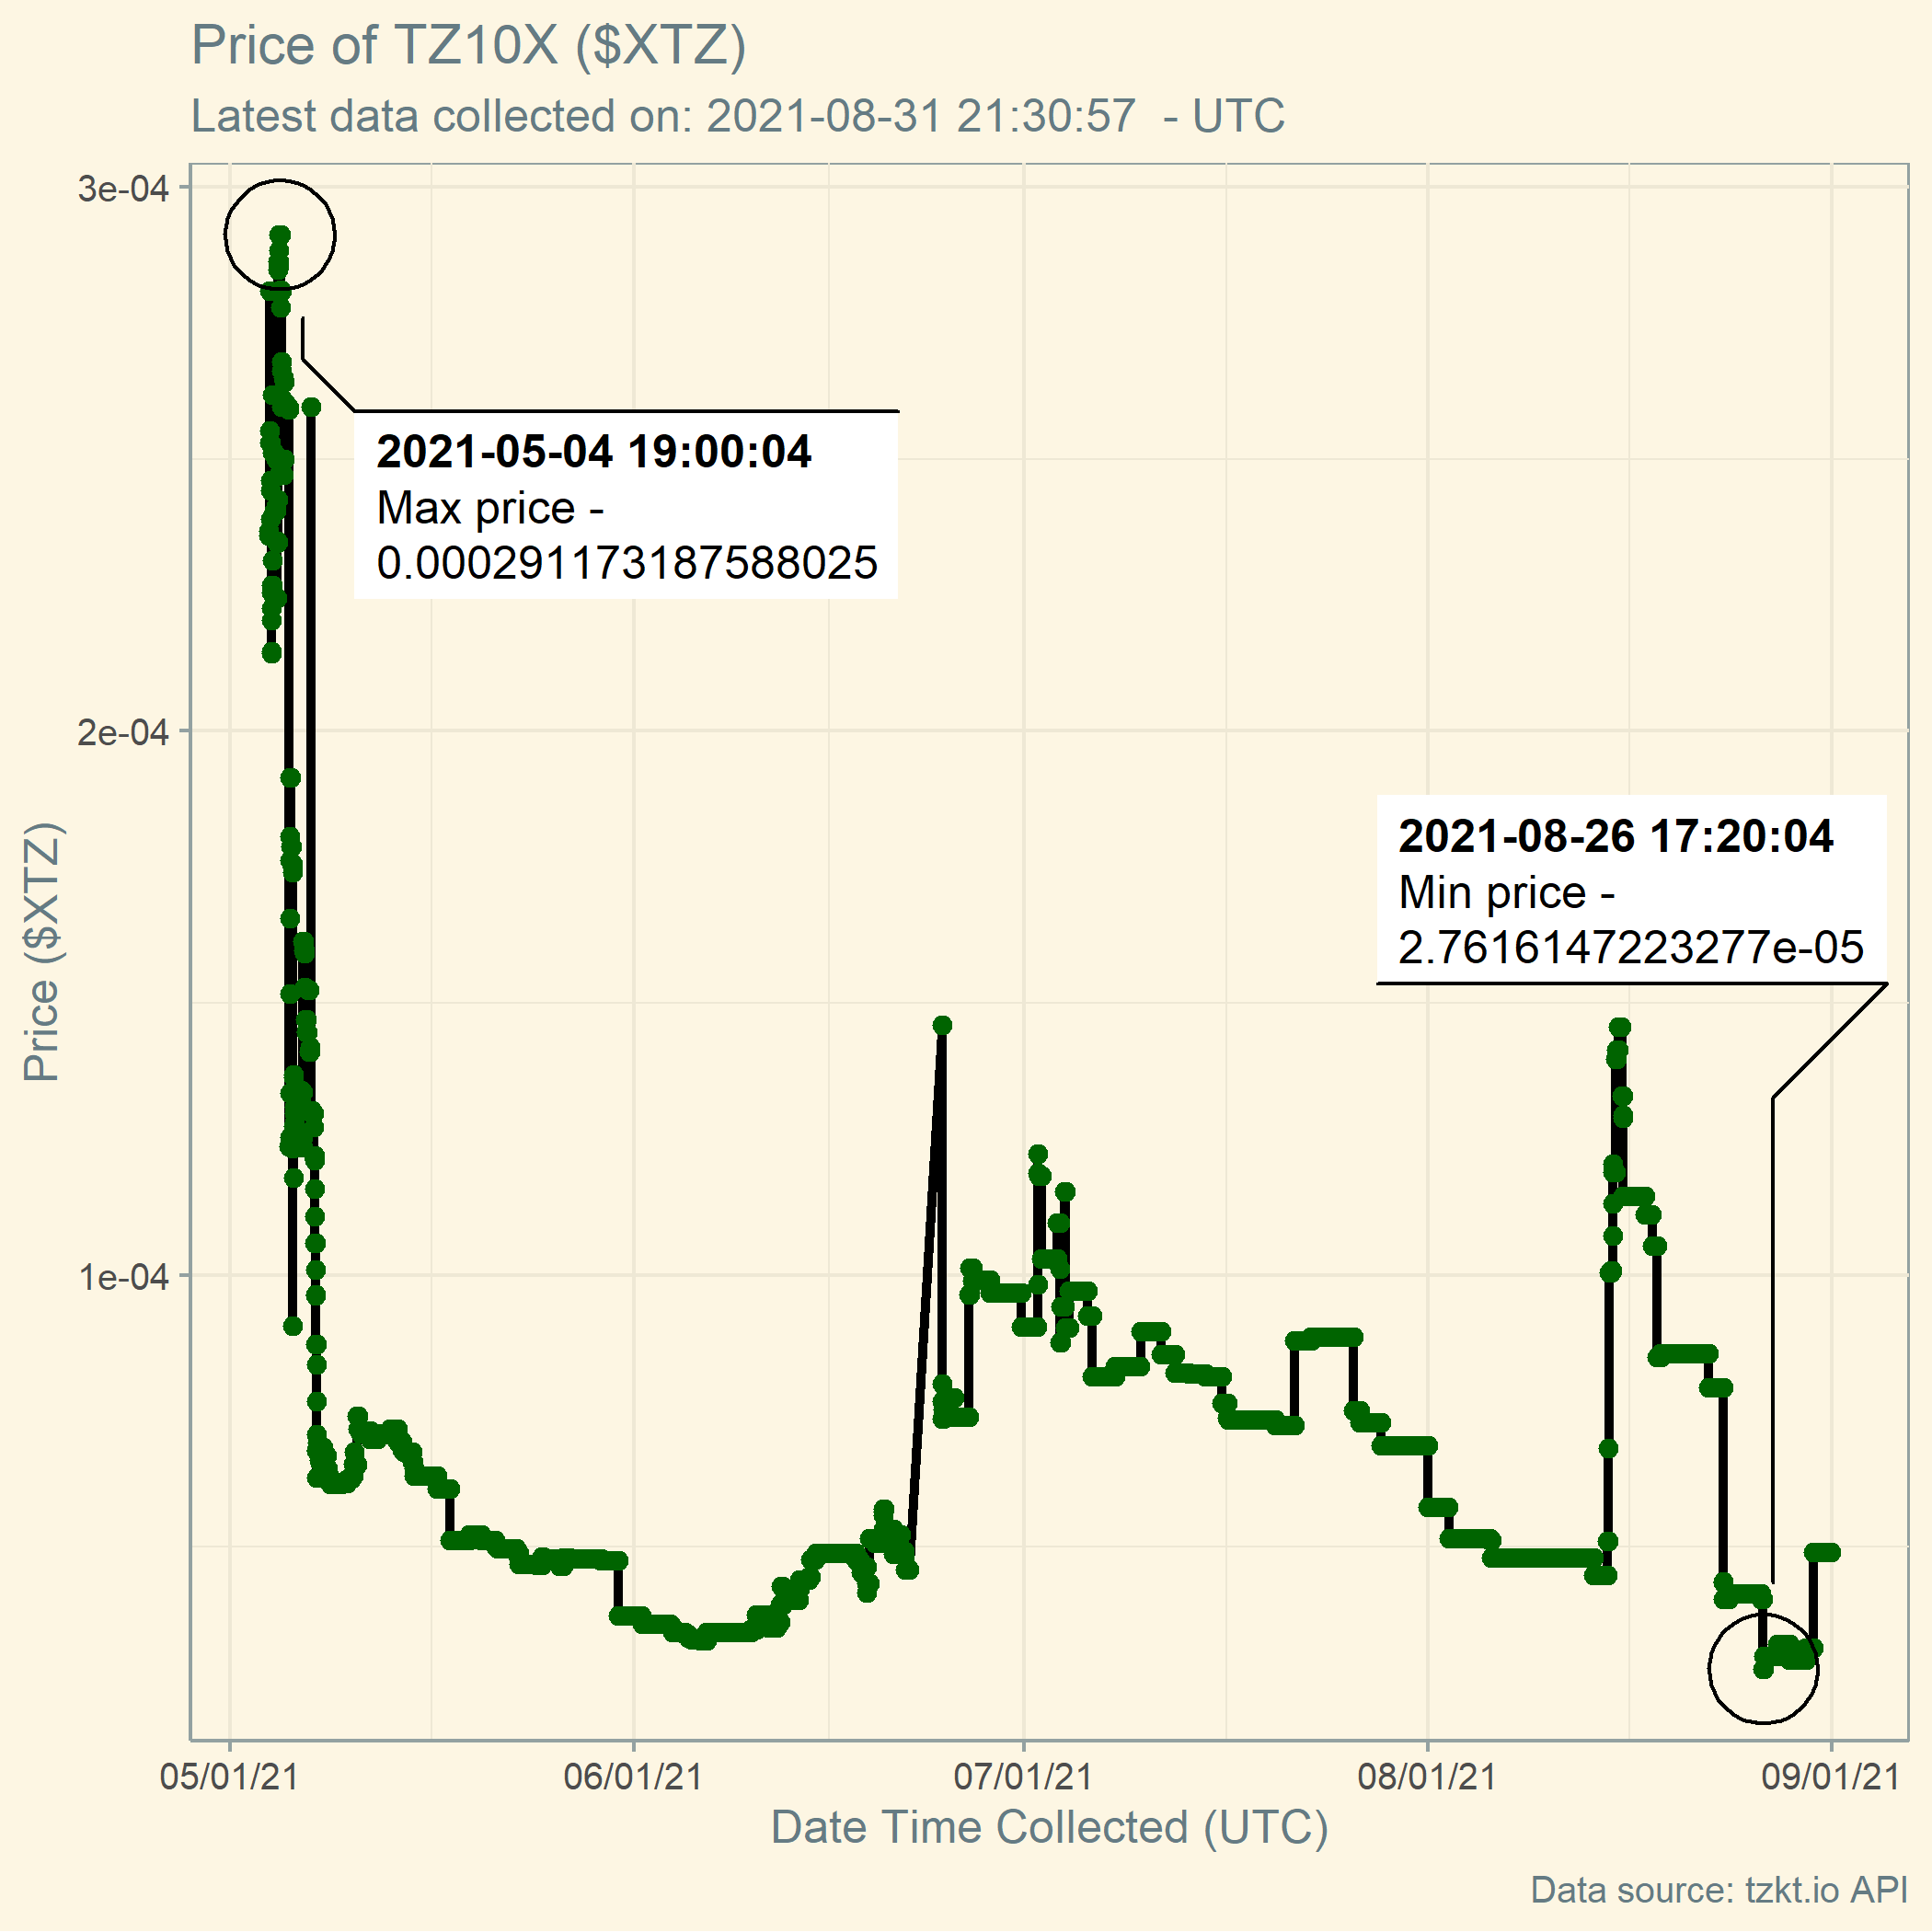 Price of TZ10X ($XTZ)
Latest data collected on: 2021-08-31 21:30:57  - UTC
3e-04
2e-04
1e-04
Price ($XTZ)
2021-05-04 19:00:04
Max price -
0.000291173187588025
2021-08-26 17:20:04
Min price -
2.7616147223277e-05
05/01/21
06/01/21
07/01/21
08/01/21
09/01/21
Date Time Collected (UTC)
Data source: tzkt.io API